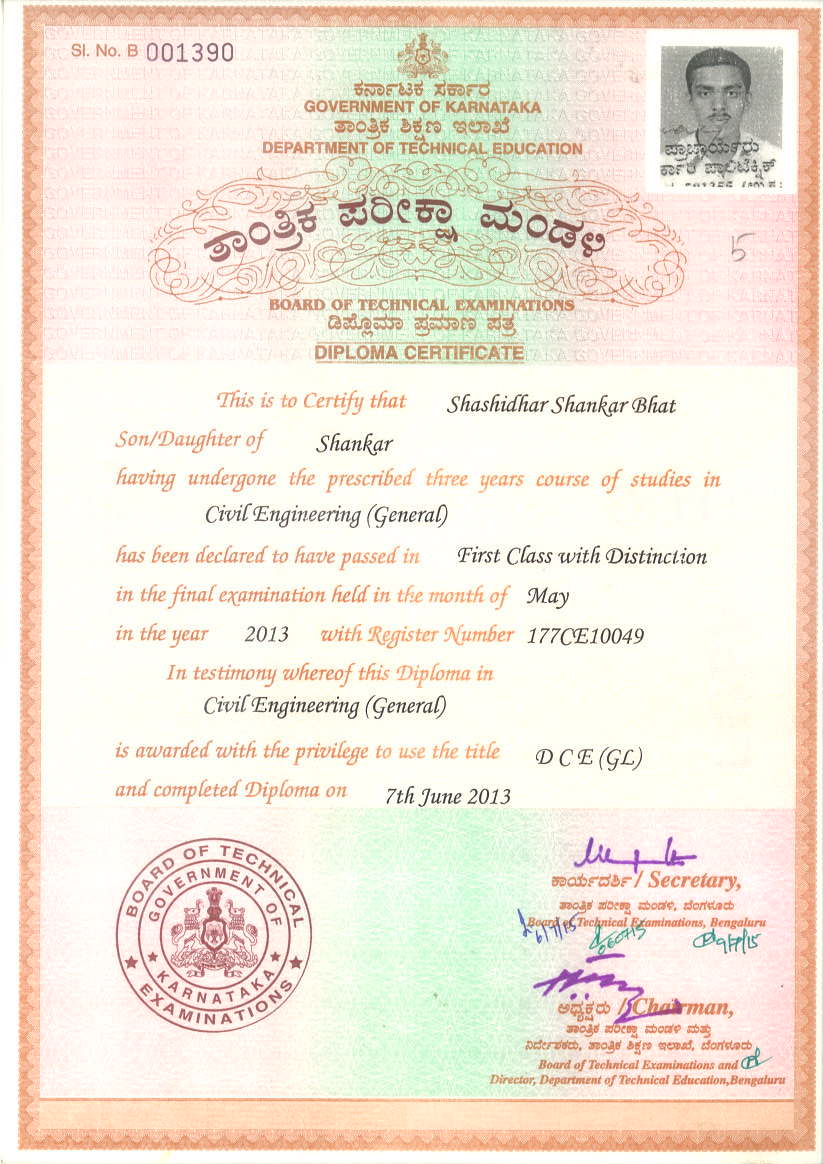 Sl. No. B 001390
ಕರ್ನಾಟಕ ಸರ್ಕಾರ
GOVERNMENT OF KARNATAKA
ತಾಂತ್ರಿಕ ಶಿಕ್ಷಣ ಇಲಾಖೆ
DEPARTMENT OF TECHNICAL EDUCATION
ಪ್ರಾಚಾರ್ಯರು
ತಾಂತ್ರಿಕ ಪರೀಕ್ಷಾ ಮಂಡಳಿ
5
BOARD OF TECHNICAL EXAMINATIONS
ಡಿಪ್ಲೊಮಾ ಪ್ರಮಾಣ ಪತ್ರ
DIPLOMA CERTIFICATE
This is to Certify that Shashidhar Shankar Bhat
Son/Daughter of Shankar
having undergone the prescribed three years course of studies in
Civil Engineering (General)
has been declared to have passed in First Class with Distinction
in the final examination held in the month of May
in the year 2013 with Register Number 177CE10049
In testimony whereof this Diploma in
Civil Engineering (General)
is awarded with the privilege to use the title D C E (GL)
and completed Diploma on 7th June 2013
BOARD OF TECHNICAL EXAMINATIONS
GOVERNMENT OF KARNATAKA
ಕಾರ್ಯದರ್ಶಿ / Secretary,
ತಾಂತ್ರಿಕ ಪರೀಕ್ಷಾ ಮಂಡಳಿ, ಬೆಂಗಳೂರು
Board of Technical Examinations, Bengaluru
6/7/15
9/7/15
ಅಧ್ಯಕ್ಷರು / Chairman,
ತಾಂತ್ರಿಕ ಪರೀಕ್ಷಾ ಮಂಡಳಿ ಮತ್ತು
ನಿರ್ದೇಶಕರು, ತಾಂತ್ರಿಕ ಶಿಕ್ಷಣ ಇಲಾಖೆ, ಬೆಂಗಳೂರು
Board of Technical Examinations and
Director, Department of Technical Education,Bengaluru